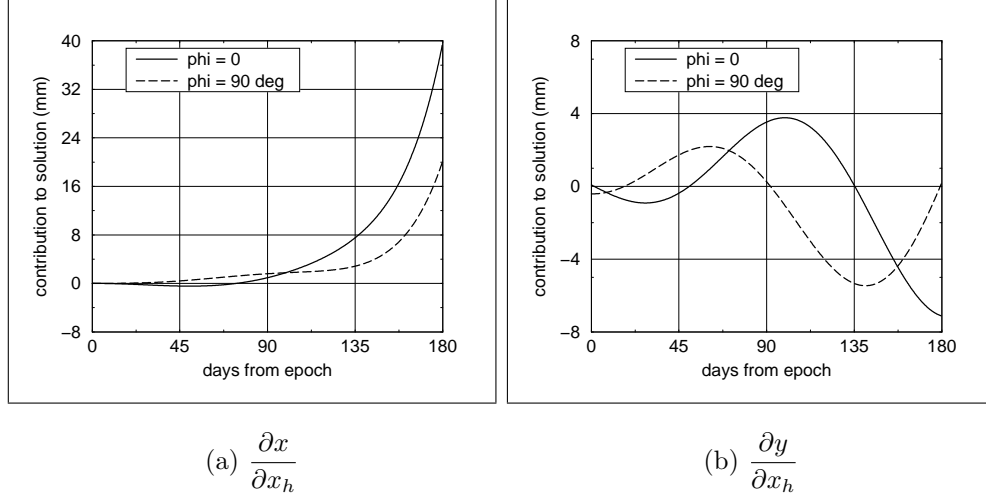 contribution to solution (mm)
40
32
24
16
8
0
−8
phi = 0
phi = 90 deg
0 45 90 135 180
days from epoch
(a) ∂x/∂x_h
contribution to solution (mm)
8
4
0
−4
−8
phi = 0
phi = 90 deg
0 45 90 135 180
days from epoch
(b) ∂y/∂x_h